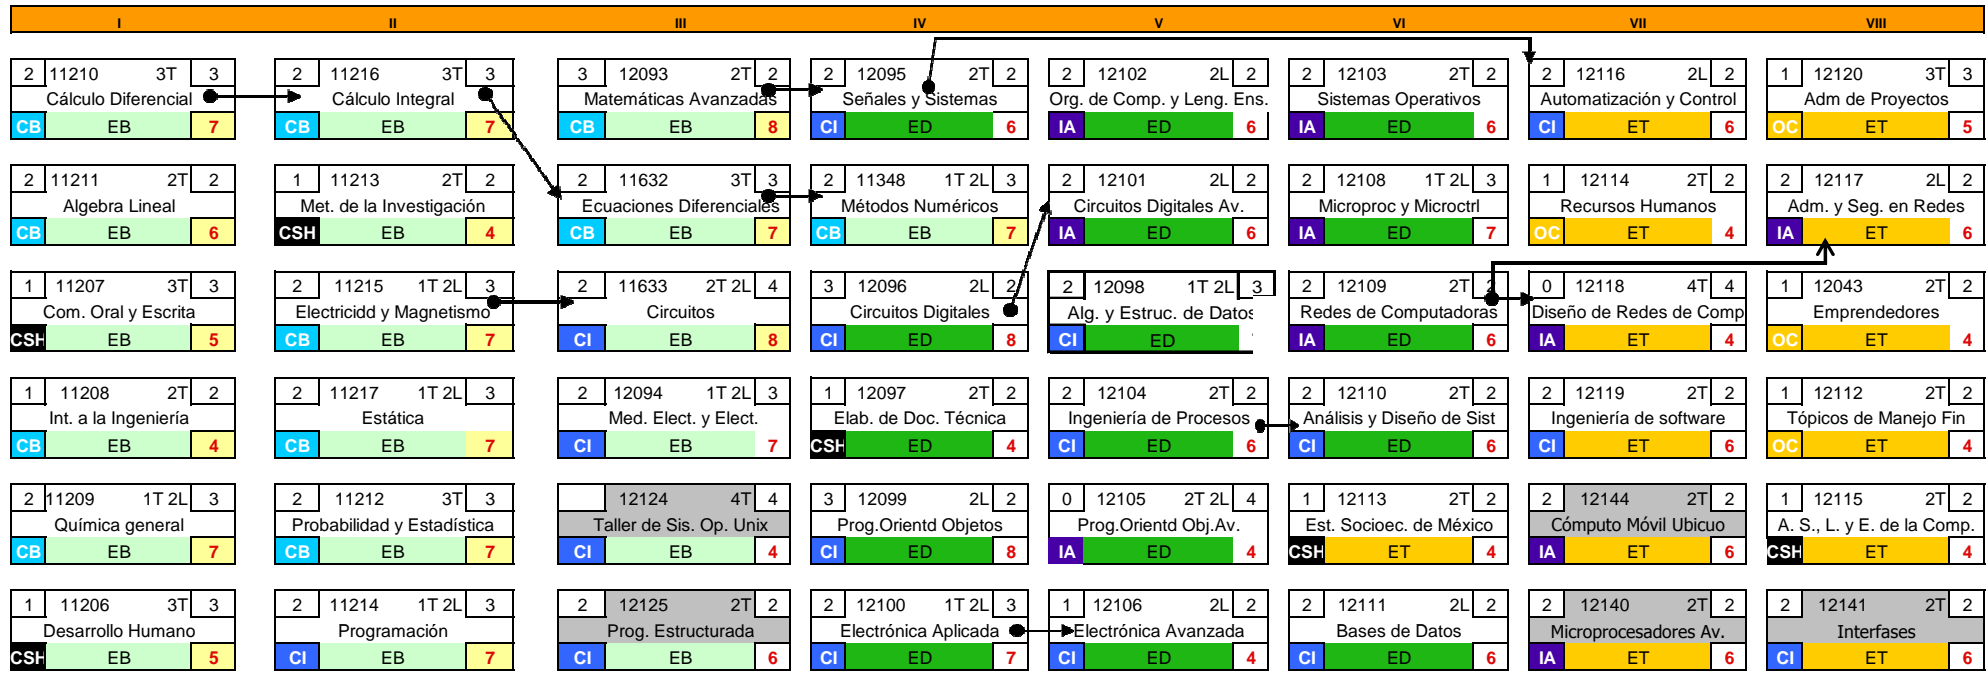 I II III IV V VI VII VIII
2 11210 3T 3 2 11216 3T 3 3 12093 2T 2 2 12095 2T 2 2 12102 2L 2 2 12103 2T 2 2 12116 2L 2 1 12120 3T 3
Cálculo Diferencial Cálculo Integral Matemáticas Avanzadas Señales y Sistemas Org. de Comp. y Leng. Ens. Sistemas Operativos Automatización y Control Adm de Proyectos
CB EB 7 CB EB 7 CB EB 8 CI ED 6 IA ED 6 IA ED 6 CI ET 6 OC ET 5
2 11211 2T 2 1 11213 2T 2 2 11632 3T 3 2 11348 1T 2L 3 2 12101 2L 2 2 12108 1T 2L 3 1 12114 2T 2 2 12117 2L 2
Algebra Lineal Met. de la Investigación Ecuaciones Diferenciales Métodos Numéricos Circuitos Digitales Av. Microproc y Microctrl Recursos Humanos Adm. y Seg. en Redes
CB EB 6 CSH EB 4 CB EB 7 CB EB 7 IA ED 6 IA ED 7 OC ET 4 IA ET 6
1 11207 3T 3 2 11215 1T 2L 3 2 11633 2T 2L 4 3 12096 2L 2 2 12098 1T 2L 3 2 12109 2T 2 0 12118 4T 4 1 12043 2T 2
Com. Oral y Escrita Electricidd y Magnetismo Circuitos Circuitos Digitales Alg. y Estruc. de Datos Redes de Computadoras Diseño de Redes de Comp Emprendedores
CSH EB 5 CB EB 7 CI EB 8 CI ED 8 CI ED IA ED 6 IA ET 4 OC ET 4
1 11208 2T 2 2 11217 1T 2L 3 2 12094 1T 2L 3 1 12097 2T 2 2 12104 2T 2 2 12110 2T 2 2 12119 2T 2 1 12112 2T 2
Int. a la Ingeniería Estática Med. Elect. y Elect. Elab. de Doc. Técnica Ingeniería de Procesos Análisis y Diseño de Sist Ingeniería de software Tópicos de Manejo Fin
CB EB 4 CB EB 7 CI EB 7 CSH ED 4 CI ED 6 CI ED 6 CI ET 6 OC ET 4
2 11209 1T 2L 3 2 11212 3T 3 12124 4T 4 3 12099 2L 2 0 12105 2T 2L 4 1 12113 2T 2 2 12144 2T 2 1 12115 2T 2
Química general Probabilidad y Estadística Taller de Sis. Op. Unix Prog.Orientd Objetos Prog.Orientd Obj.Av. Est. Socioec. de México Cómputo Móvil Ubicuo A. S., L. y E. de la Comp.
CB EB 7 CB EB 7 CI EB 4 CI ED 8 IA ED 4 CSH ET 4 IA ET 6 CSH ET 4
1 11206 3T 3 2 11214 1T 2L 3 2 12125 2T 2 2 12100 1T 2L 3 1 12106 2L 2 2 12111 2L 2 2 12140 2T 2 2 12141 2T 2
Desarrollo Humano Programación Prog. Estructurada Electrónica Aplicada Electrónica Avanzada Bases de Datos Microprocesadores Av. Interfases
CSH EB 5 CI EB 7 CI EB 6 CI ED 7 CI ED 4 CI ED 6 IA ET 6 CI ET 6